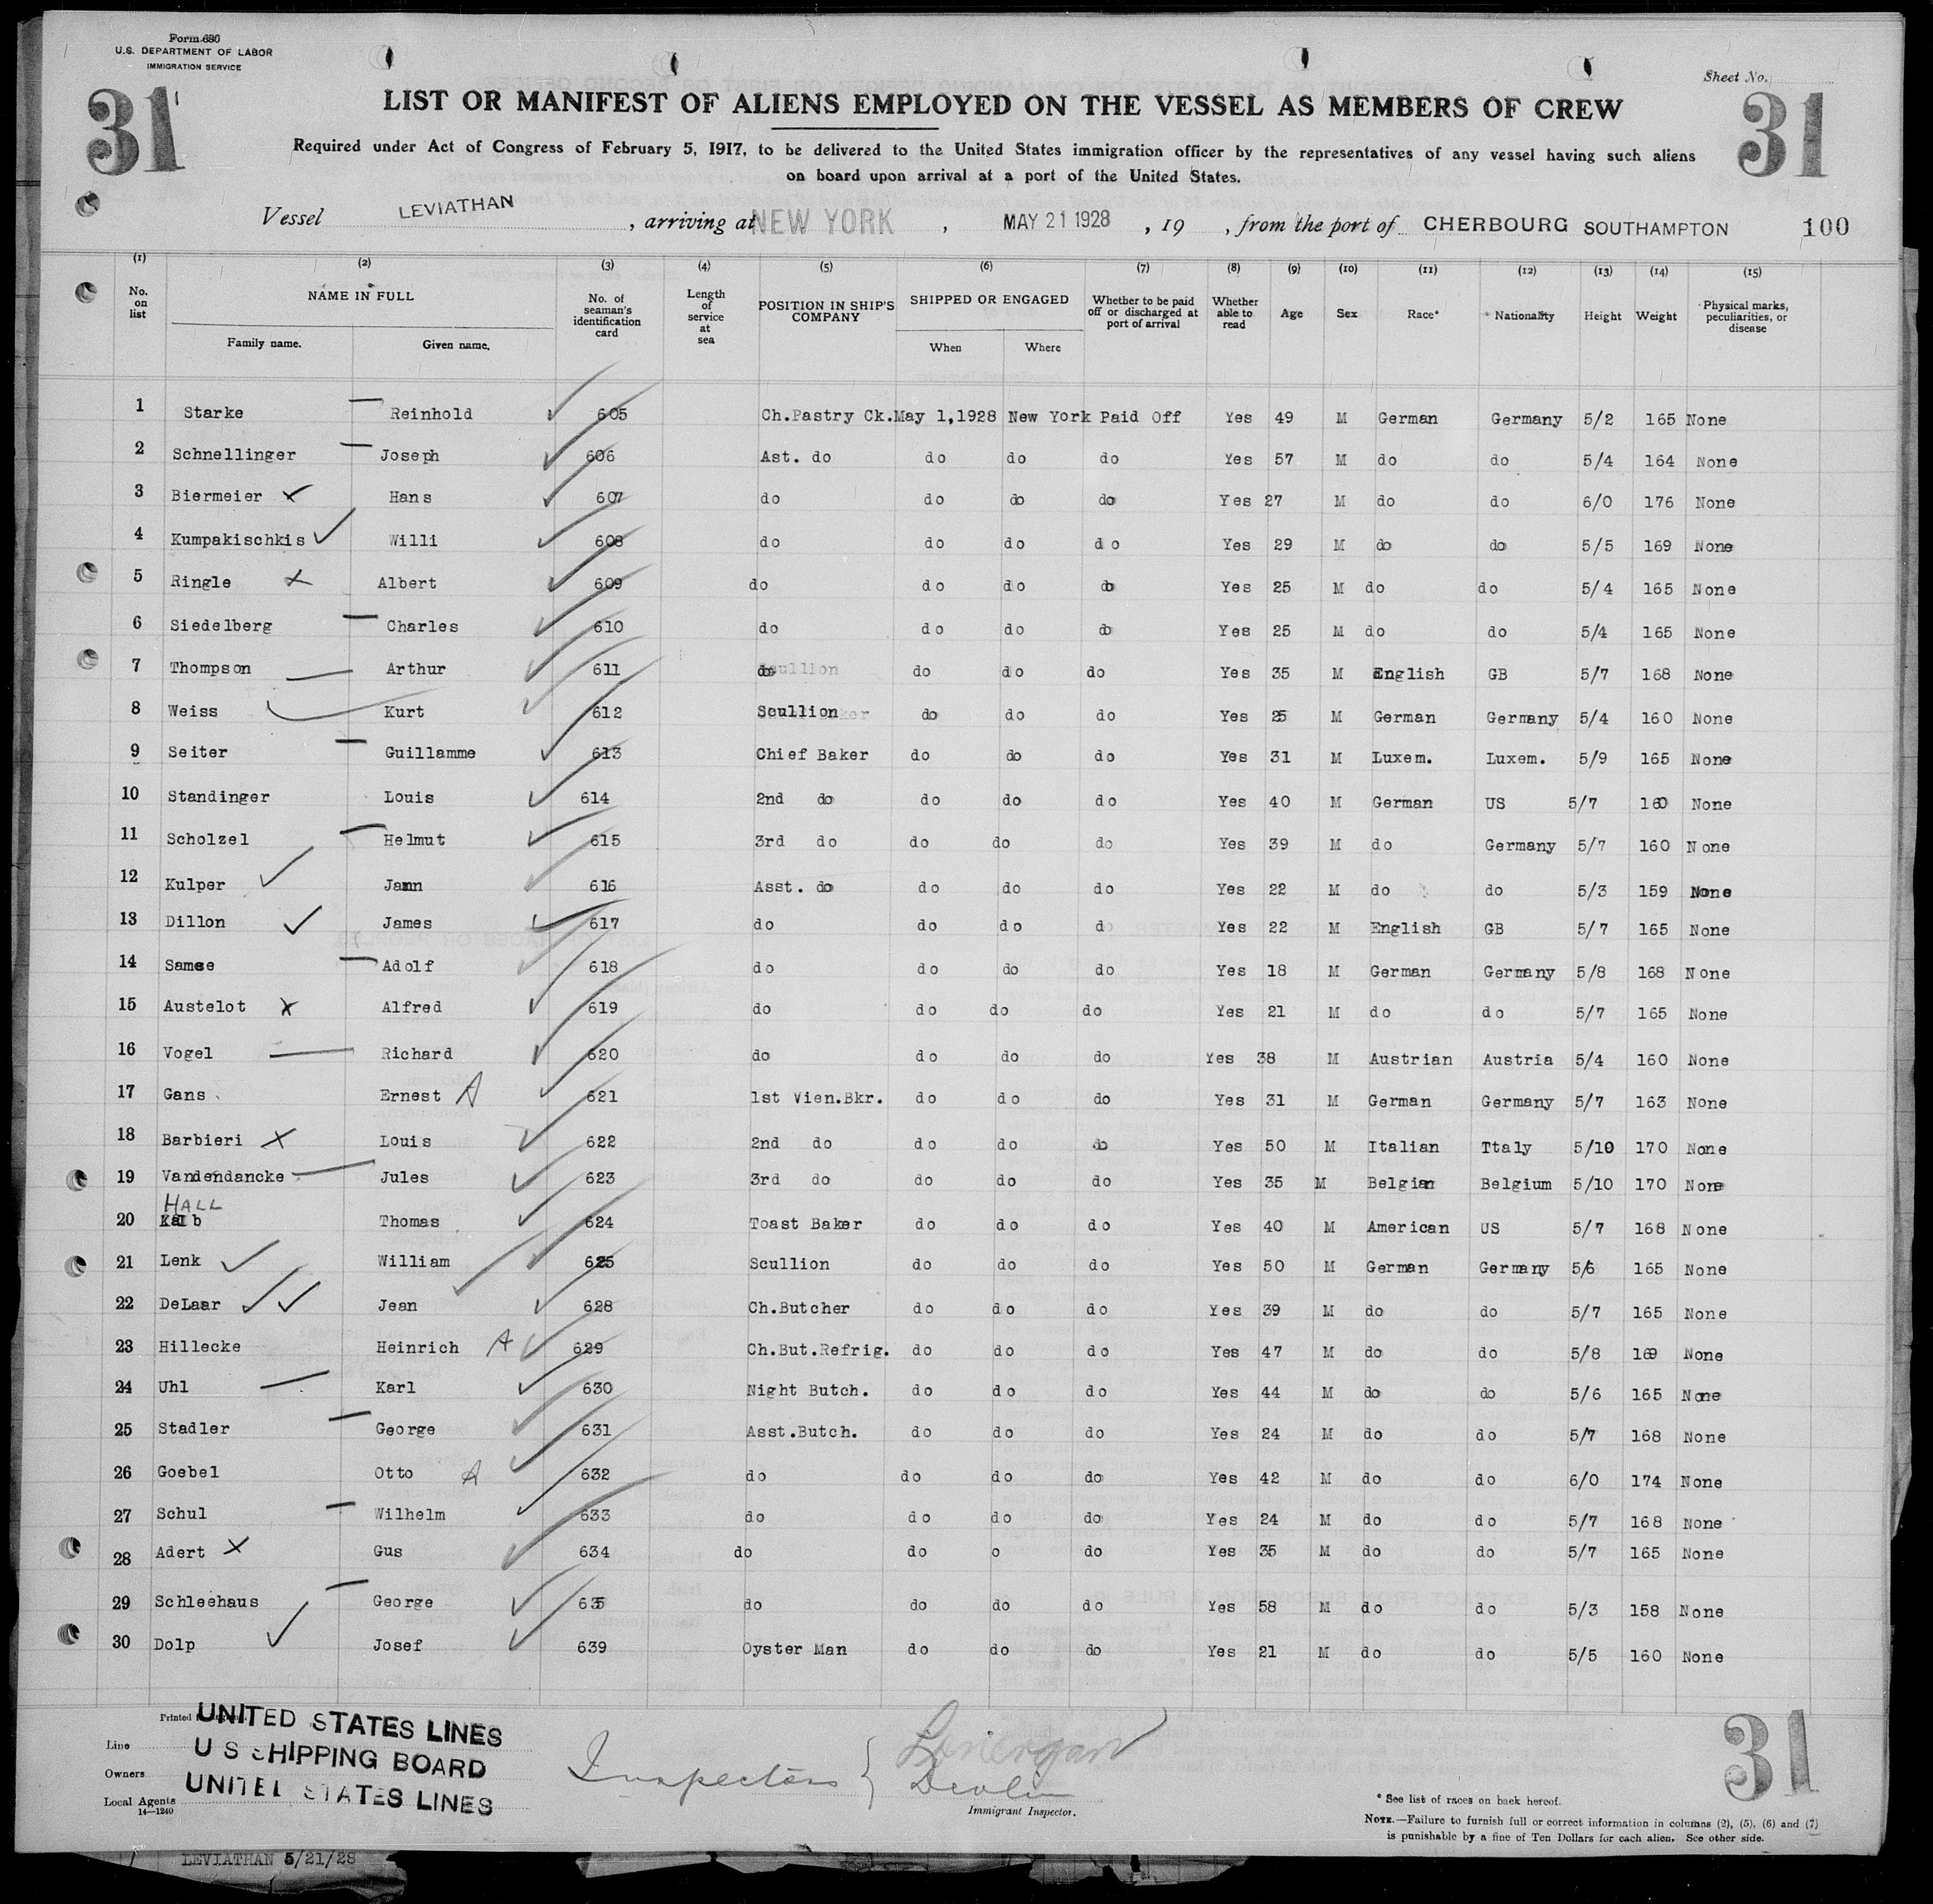 Form 686
U.S. DEPARTMENT OF LABOR
IMMIGRATION SERVICE
Sheet No.
31
31
LIST OR MANIFEST OF ALIENS EMPLOYED ON THE VESSEL AS MEMBERS OF CREW
Required under Act of Congress of February 5, 1917, to be delivered to the United States immigration officer by the representatives of any vessel having such aliens
on board upon arrival at a port of the United States.
Vessel LEVIATHAN , arriving at NEW YORK , MAY 21 1928 , 19 , from the port of CHERBOURG SOUTHAMPTON 100
(1) (2) (3) (4) (5) (6) (7) (8) (9) (10) (11) (12) (13) (14) (15)
No. on list NAME IN FULL Family name. Given name. No. of seaman's identification card Length of service at sea POSITION IN SHIP'S COMPANY SHIPPED OR ENGAGED When Where Whether to be paid off or discharged at port of arrival Whether able to read Age Sex Race* Nationality Height Weight Physical marks, peculiarities, or disease
1 Starke Reinhold 605 Ch.Pastry Ck. May 1,1928 New York Paid Off Yes 49 M German Germany 5/2 165 None
2 Schnellinger Joseph 606 Ast. do do do do Yes 57 M do do 5/4 164 None
3 Biermeier Hans 607 do do do do Yes 27 M do do 6/0 176 None
4 Kumpakischkis Willi 608 do do do do Yes 29 M do do 5/5 169 None
5 Ringle Albert 609 do do do do Yes 25 M do do 5/4 165 None
6 Siedelberg Charles 610 do do do do Yes 25 M do do 5/4 165 None
7 Thompson Arthur 611 do do do do Yes 35 M English GB 5/7 168 None
8 Weiss Kurt 612 Scullion do do do Yes 25 M German Germany 5/4 160 None
9 Seiter Guillamme 613 Chief Baker do do do Yes 31 M Luxem. Luxem. 5/9 165 None
10 Standinger Louis 614 2nd do do do do Yes 40 M German US 5/7 160 None
11 Scholzel Helmut 615 3rd do do do do Yes 39 M do Germany 5/7 160 None
12 Kulper Jann 616 Asst. do do do do Yes 22 M do do 5/3 159 None
13 Dillon James 617 do do do d Yes 22 M English GB 5/7 165 None
14 Samse Adolf 618 do do do do Yes 18 M German Germany 5/8 168 None
15 Austelot Alfred 619 do do do do Yes 21 M do do 5/7 165 None
16 Vogel Richard 620 do do do do Yes 38 M Austrian Austria 5/4 160 None
17 Gans Ernest A 621 1st Vien.Bkr. do do do Yes 31 M German Germany 5/7 163 None
18 Barbieri Louis 622 2nd do do do do Yes 50 M Italian Ttaly 5/10 170 None
19 Vandendancke Jules 623 3rd do do do do Yes 35 M Belgian Belgium 5/10 170 None
HALL
20 Thomas 624 Toast Baker do do do Yes 40 M American US 5/7 168 None
21 Lenk William 625 Scullion do do do Yes 50 M German Germany 5/6 165 None
22 DeLaar Jean 628 Ch.Butcher do do do Yes 39 M do do 5/7 165 None
23 Hillecke Heinrich A 629 Ch.But.Refrig. do do do Yes 47 M do do 5/8 169 None
24 Uhl Karl 630 Night Butch. do do do Yes 44 M do do 5/6 165 None
25 Stadler George 631 Asst.Butch. do do do Yes 24 M do do 5/7 168 None
26 Goebel Otto A 632 do do do do Yes 42 M do do 6/0 174 None
27 Schul Wilhelm 633 do do do do Yes 24 M do do 5/7 168 None
28 Adert Gus 634 do do o do Yes 35 M do do 5/7 165 None
29 Schleehaus George 635 do do do do Yes 58 M do do 5/3 158 None
30 Dolp Josef 639 Oyster Man do do do Yes 21 M do do 5/5 160 None
Printed
Line UNITED STATES LINES
Owners U S SHIPPING BOARD
Local Agents UNITED STATES LINES
14—1240
Inspectors { Lonergan
Devlin
Immigrant Inspector.
31
* See list of races on back hereof.
NOTE.—Failure to furnish full or correct information in columns (2), (5), (6) and (7)
is punishable by a fine of Ten Dollars for each alien. See other side.
LEVIATHAN 5/21/28